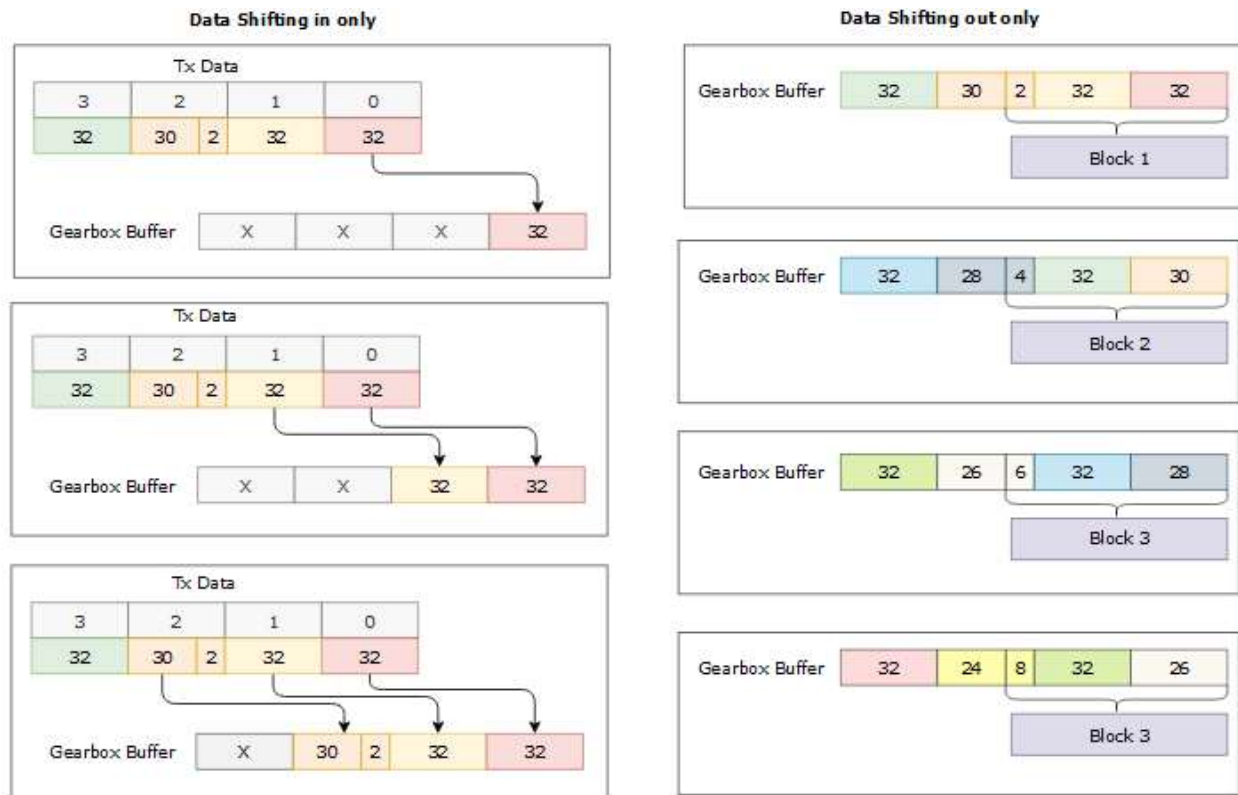 Data Shifting in only
Tx Data
3 2 1 0
32 30 2 32 32
Gearbox Buffer X X X 32
Tx Data
3 2 1 0
32 30 2 32 32
Gearbox Buffer X X 32 32
Tx Data
3 2 1 0
32 30 2 32 32
Gearbox Buffer X 30 2 32 32
Data Shifting out only
Gearbox Buffer 32 30 2 32 32
Block 1
Gearbox Buffer 32 28 4 32 30
Block 2
Gearbox Buffer 32 26 6 32 28
Block 3
Gearbox Buffer 32 24 8 32 26
Block 3